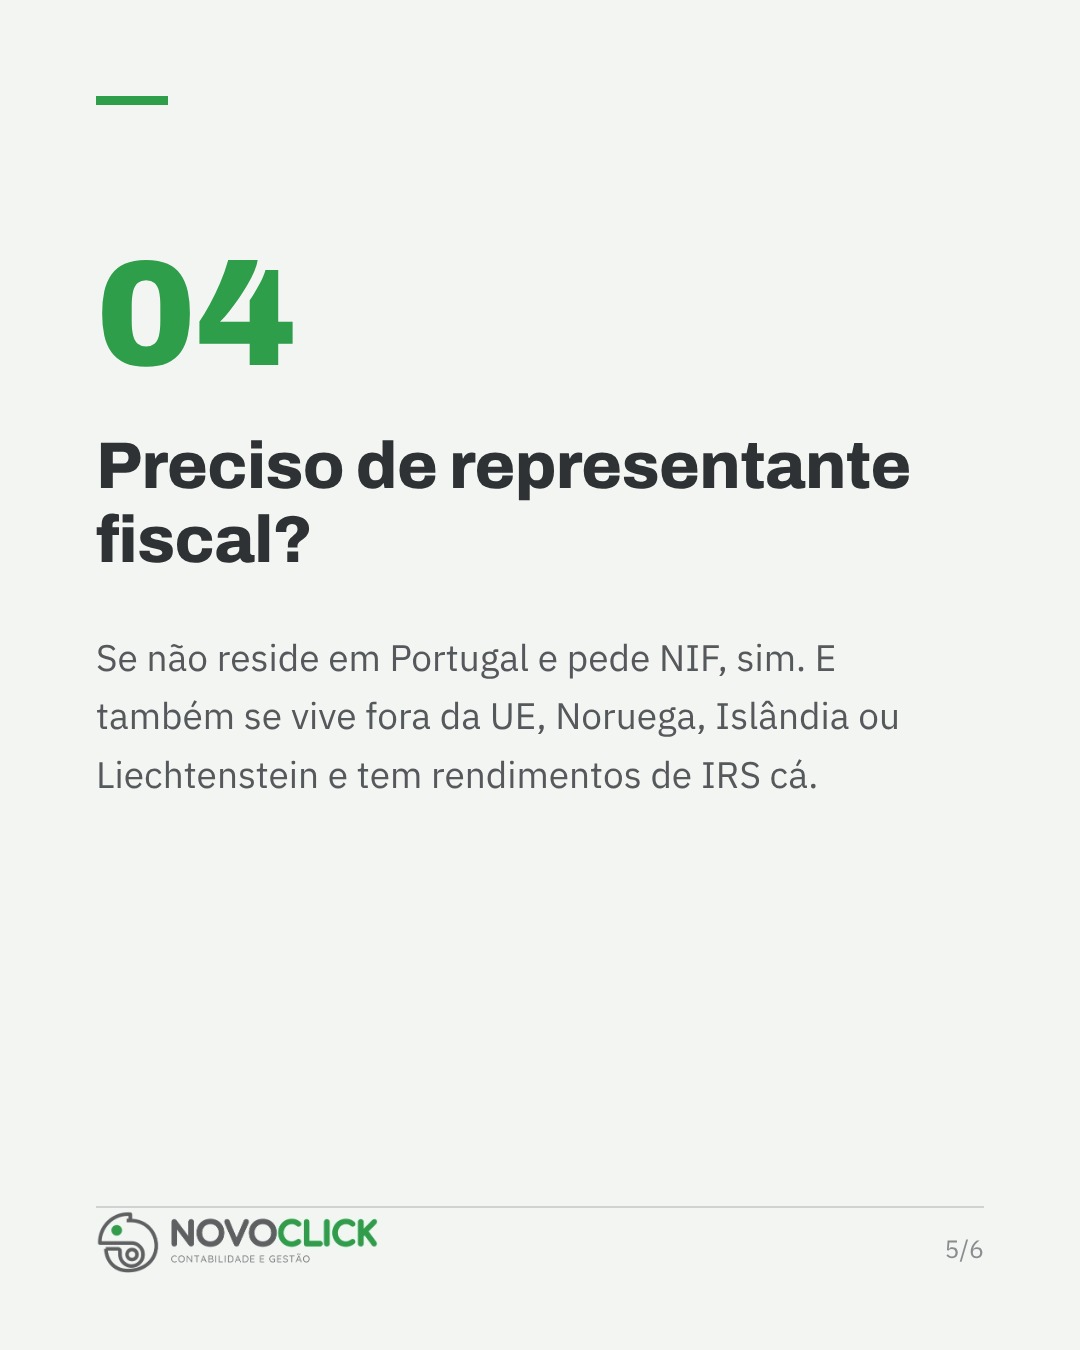 04
Preciso de representante
fiscal?
Se não reside em Portugal e pede NIF, sim. E
também se vive fora da UE, Noruega, Islândia ou
Liechtenstein e tem rendimentos de IRS cá.
NOVOCLICK
CONTABILIDADE E GESTÃO
5/6